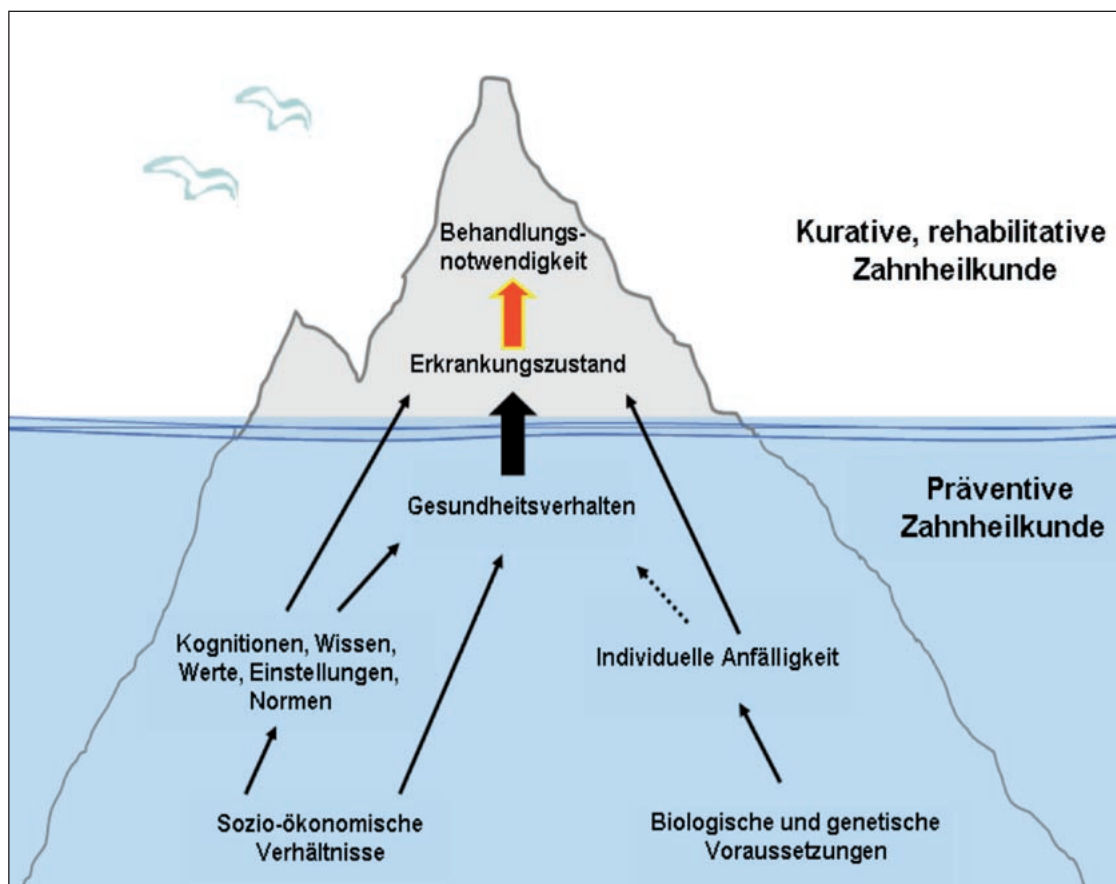 Behandlungs-
notwendigkeit
Kurative, rehabilitative
Zahnheilkunde
Erkrankungszustand
Gesundheitsverhalten
Präventive
Zahnheilkunde
Kognitionen, Wissen,
Werte, Einstellungen,
Normen
Individuelle Anfälligkeit
Sozio-ökonomische
Verhältnisse
Biologische und genetische
Voraussetzungen